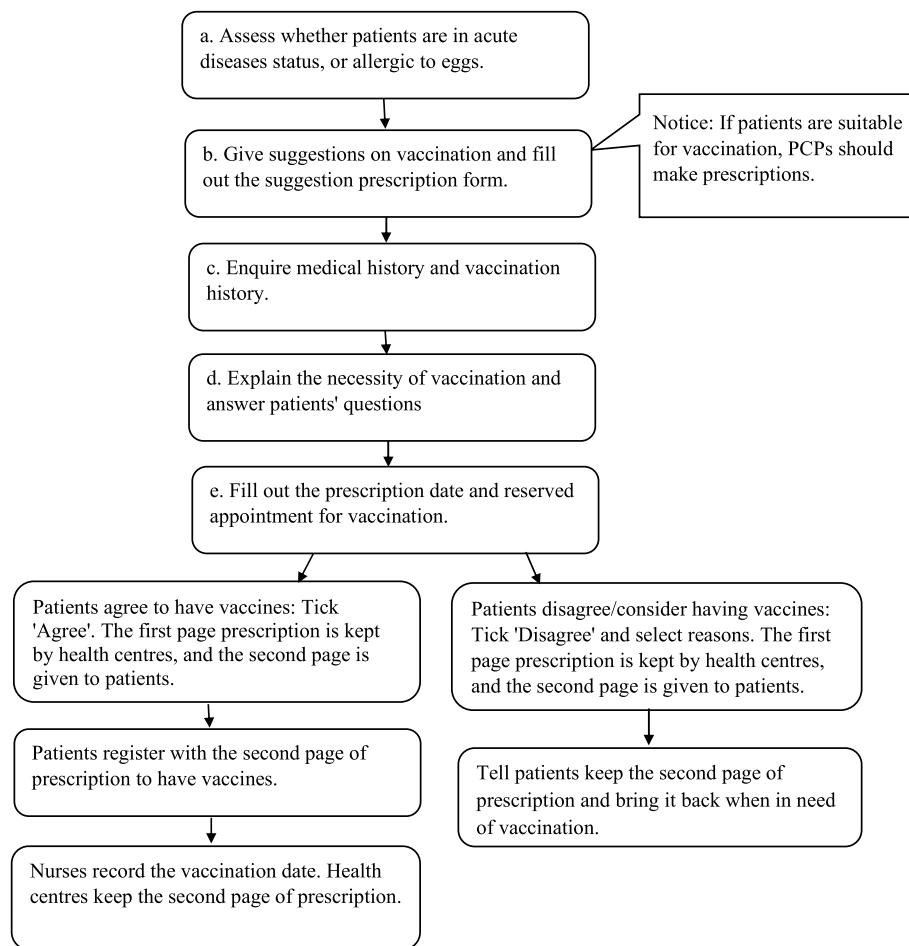 a. Assess whether patients are in acute
diseases status, or allergic to eggs.
Notice: If patients are suitable
for vaccination, PCPs should
make prescriptions.
b. Give suggestions on vaccination and fill
out the suggestion prescription form.
c. Enquire medical history and vaccination
history.
d. Explain the necessity of vaccination and
answer patients' questions
e. Fill out the prescription date and reserved
appointment for vaccination.
Patients agree to have vaccines: Tick
'Agree'. The first page prescription is kept
by health centres, and the second page is
given to patients.
Patients disagree/consider having vaccines:
Tick 'Disagree' and select reasons. The first
page prescription is kept by health centres,
and the second page is given to patients.
Patients register with the second page of
prescription to have vaccines.
Tell patients keep the second page of
prescription and bring it back when in need
of vaccination.
Nurses record the vaccination date. Health
centres keep the second page of prescription.